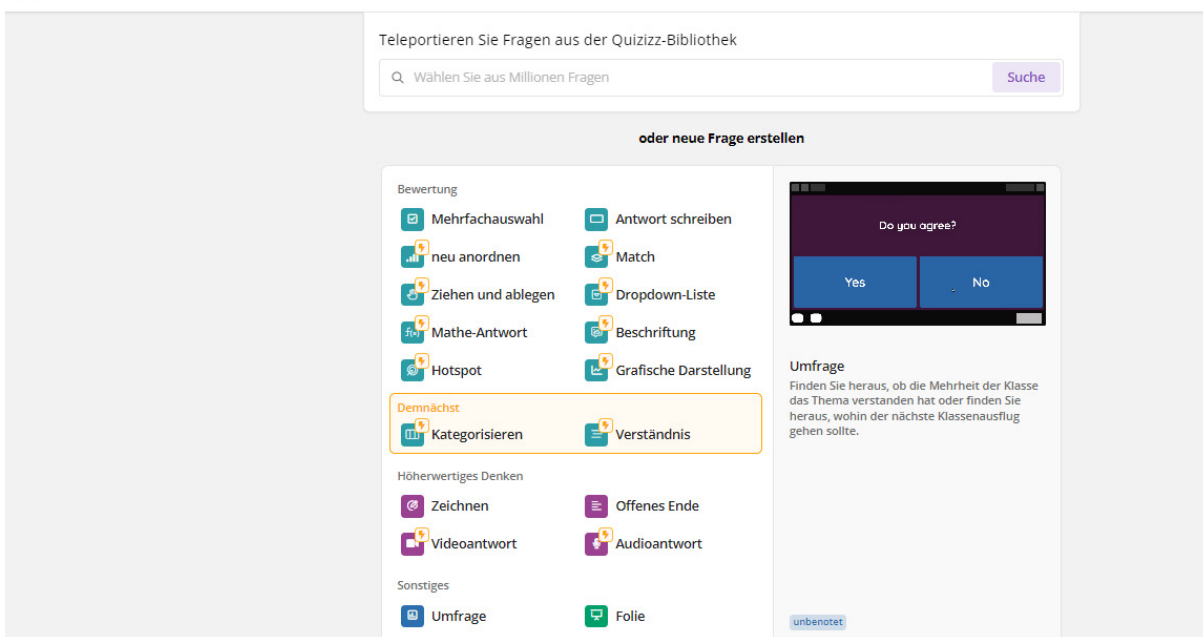 Teleportieren Sie Fragen aus der Quizizz-Bibliothek
Wählen Sie aus Millionen Fragen
Suche
oder neue Frage erstellen
Bewertung
Mehrfachauswahl
Antwort schreiben
neu anordnen
Match
Ziehen und ablegen
Dropdown-Liste
f(x) Mathe-Antwort
Beschriftung
Hotspot
Grafische Darstellung
Demnächst
Kategorisieren
Verständnis
Höherwertiges Denken
Zeichnen
Offenes Ende
Videoantwort
Audioantwort
Sonstiges
Umfrage
Folie
Do you agree?
Yes
No
Umfrage
Finden Sie heraus, ob die Mehrheit der Klasse
das Thema verstanden hat oder finden Sie
heraus, wohin der nächste Klassenausflug
gehen sollte.
unbenotet